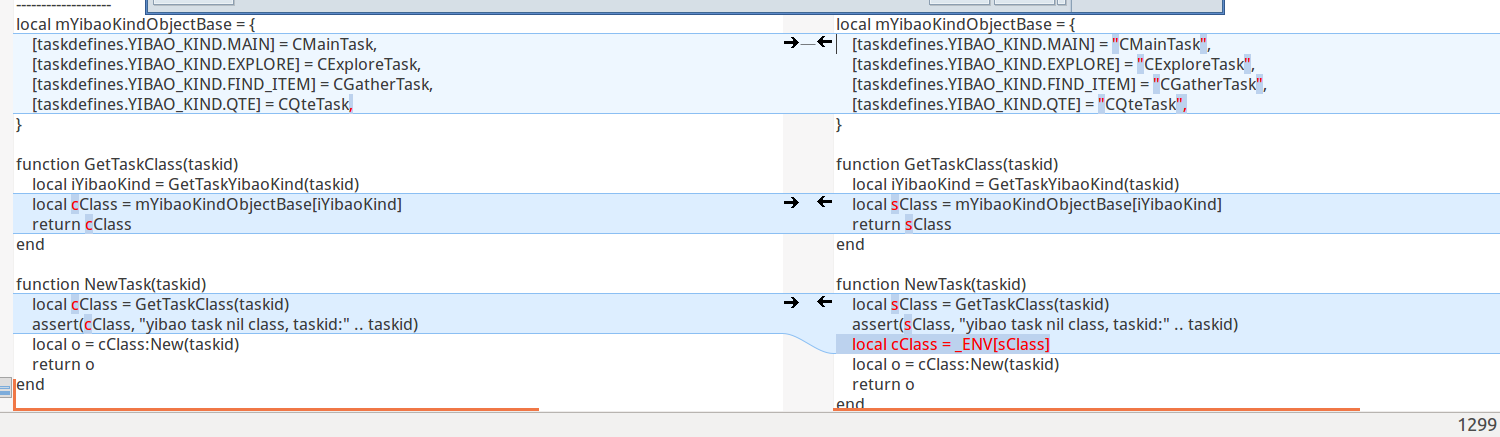 -------------------
local mYibaoKindObjectBase = {
    [taskdefines.YIBAO_KIND.MAIN] = CMainTask,
    [taskdefines.YIBAO_KIND.EXPLORE] = CExploreTask,
    [taskdefines.YIBAO_KIND.FIND_ITEM] = CGatherTask,
    [taskdefines.YIBAO_KIND.QTE] = CQteTask,
}
function GetTaskClass(taskid)
    local iYibaoKind = GetTaskYibaoKind(taskid)
    local cClass = mYibaoKindObjectBase[iYibaoKind]
    return cClass
end
function NewTask(taskid)
    local cClass = GetTaskClass(taskid)
    assert(cClass, "yibao task nil class, taskid:" .. taskid)
    local o = cClass:New(taskid)
    return o
end
local mYibaoKindObjectBase = {
    [taskdefines.YIBAO_KIND.MAIN] = "CMainTask",
    [taskdefines.YIBAO_KIND.EXPLORE] = "CExploreTask",
    [taskdefines.YIBAO_KIND.FIND_ITEM] = "CGatherTask",
    [taskdefines.YIBAO_KIND.QTE] = "CQteTask",
}
function GetTaskClass(taskid)
    local iYibaoKind = GetTaskYibaoKind(taskid)
    local sClass = mYibaoKindObjectBase[iYibaoKind]
    return sClass
end
function NewTask(taskid)
    local sClass = GetTaskClass(taskid)
    assert(sClass, "yibao task nil class, taskid:" .. taskid)
    local cClass = _ENV[sClass]
    local o = cClass:New(taskid)
    return o
end
1299